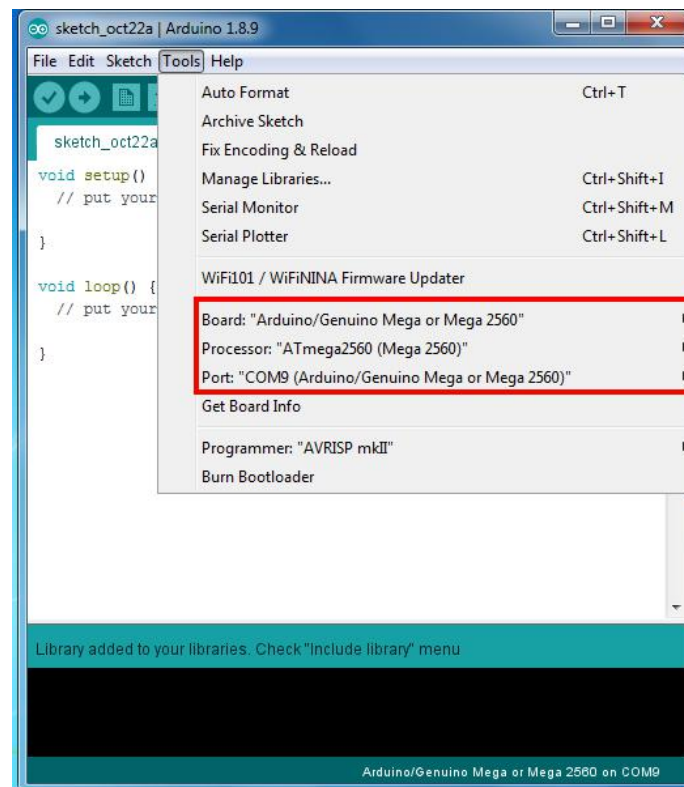 sketch_oct22a | Arduino 1.8.9
File Edit Sketch Tools Help
Auto Format Ctrl+T
Archive Sketch
sketch_oct22a
Fix Encoding & Reload
void setup()
Manage Libraries... Ctrl+Shift+I
// put your
Serial Monitor Ctrl+Shift+M
}
Serial Plotter Ctrl+Shift+L
WiFi101 / WiFiNINA Firmware Updater
void loop() {
// put your
Board: "Arduino/Genuino Mega or Mega 2560"
Processor: "ATmega2560 (Mega 2560)"
}
Port: "COM9 (Arduino/Genuino Mega or Mega 2560)"
Get Board Info
Programmer: "AVRISP mkII"
Burn Bootloader
Library added to your libraries. Check "Include library" menu
Arduino/Genuino Mega or Mega 2560 on COM9